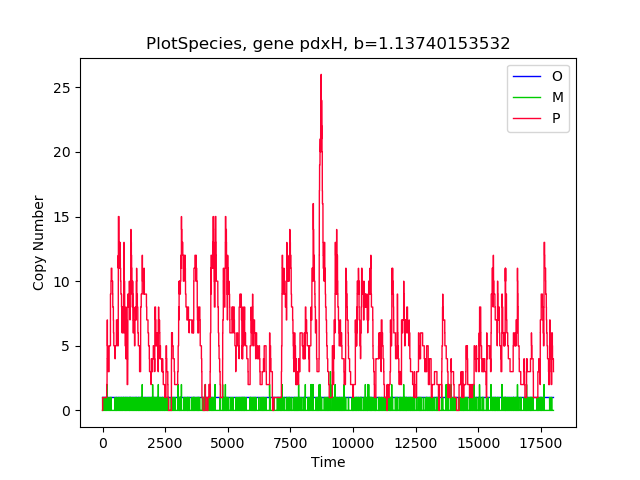 PlotSpecies, gene pdxH, b=1.13740153532
O
M
P
25
20
15
10
5
0
Copy Number
0 2500 5000 7500 10000 12500 15000 17500
Time